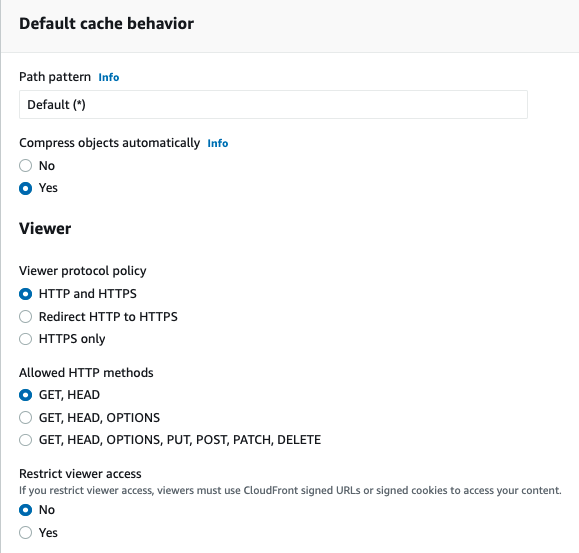 Default cache behavior
Path pattern Info
Default (*)
Compress objects automatically Info
No
Yes
Viewer
Viewer protocol policy
HTTP and HTTPS
Redirect HTTP to HTTPS
HTTPS only
Allowed HTTP methods
GET, HEAD
GET, HEAD, OPTIONS
GET, HEAD, OPTIONS, PUT, POST, PATCH, DELETE
Restrict viewer access
If you restrict viewer access, viewers must use CloudFront signed URLs or signed cookies to access your content.
No
Yes